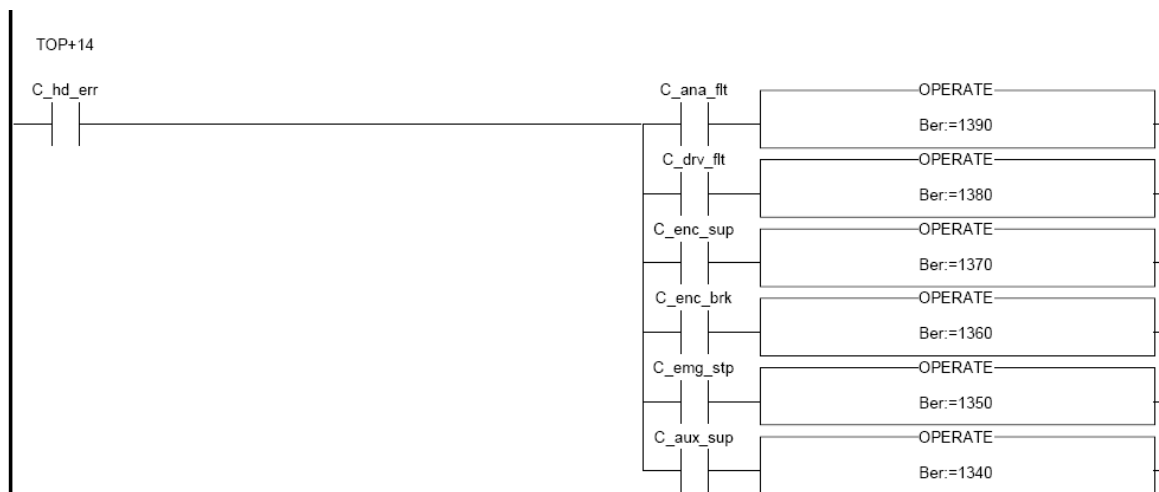 TOP+14
C_hd_err
C_ana_flt OPERATE
Ber:=1390
C_drv_flt OPERATE
Ber:=1380
C_enc_sup OPERATE
Ber:=1370
C_enc_brk OPERATE
Ber:=1360
C_emg_stp OPERATE
Ber:=1350
C_aux_sup OPERATE
Ber:=1340